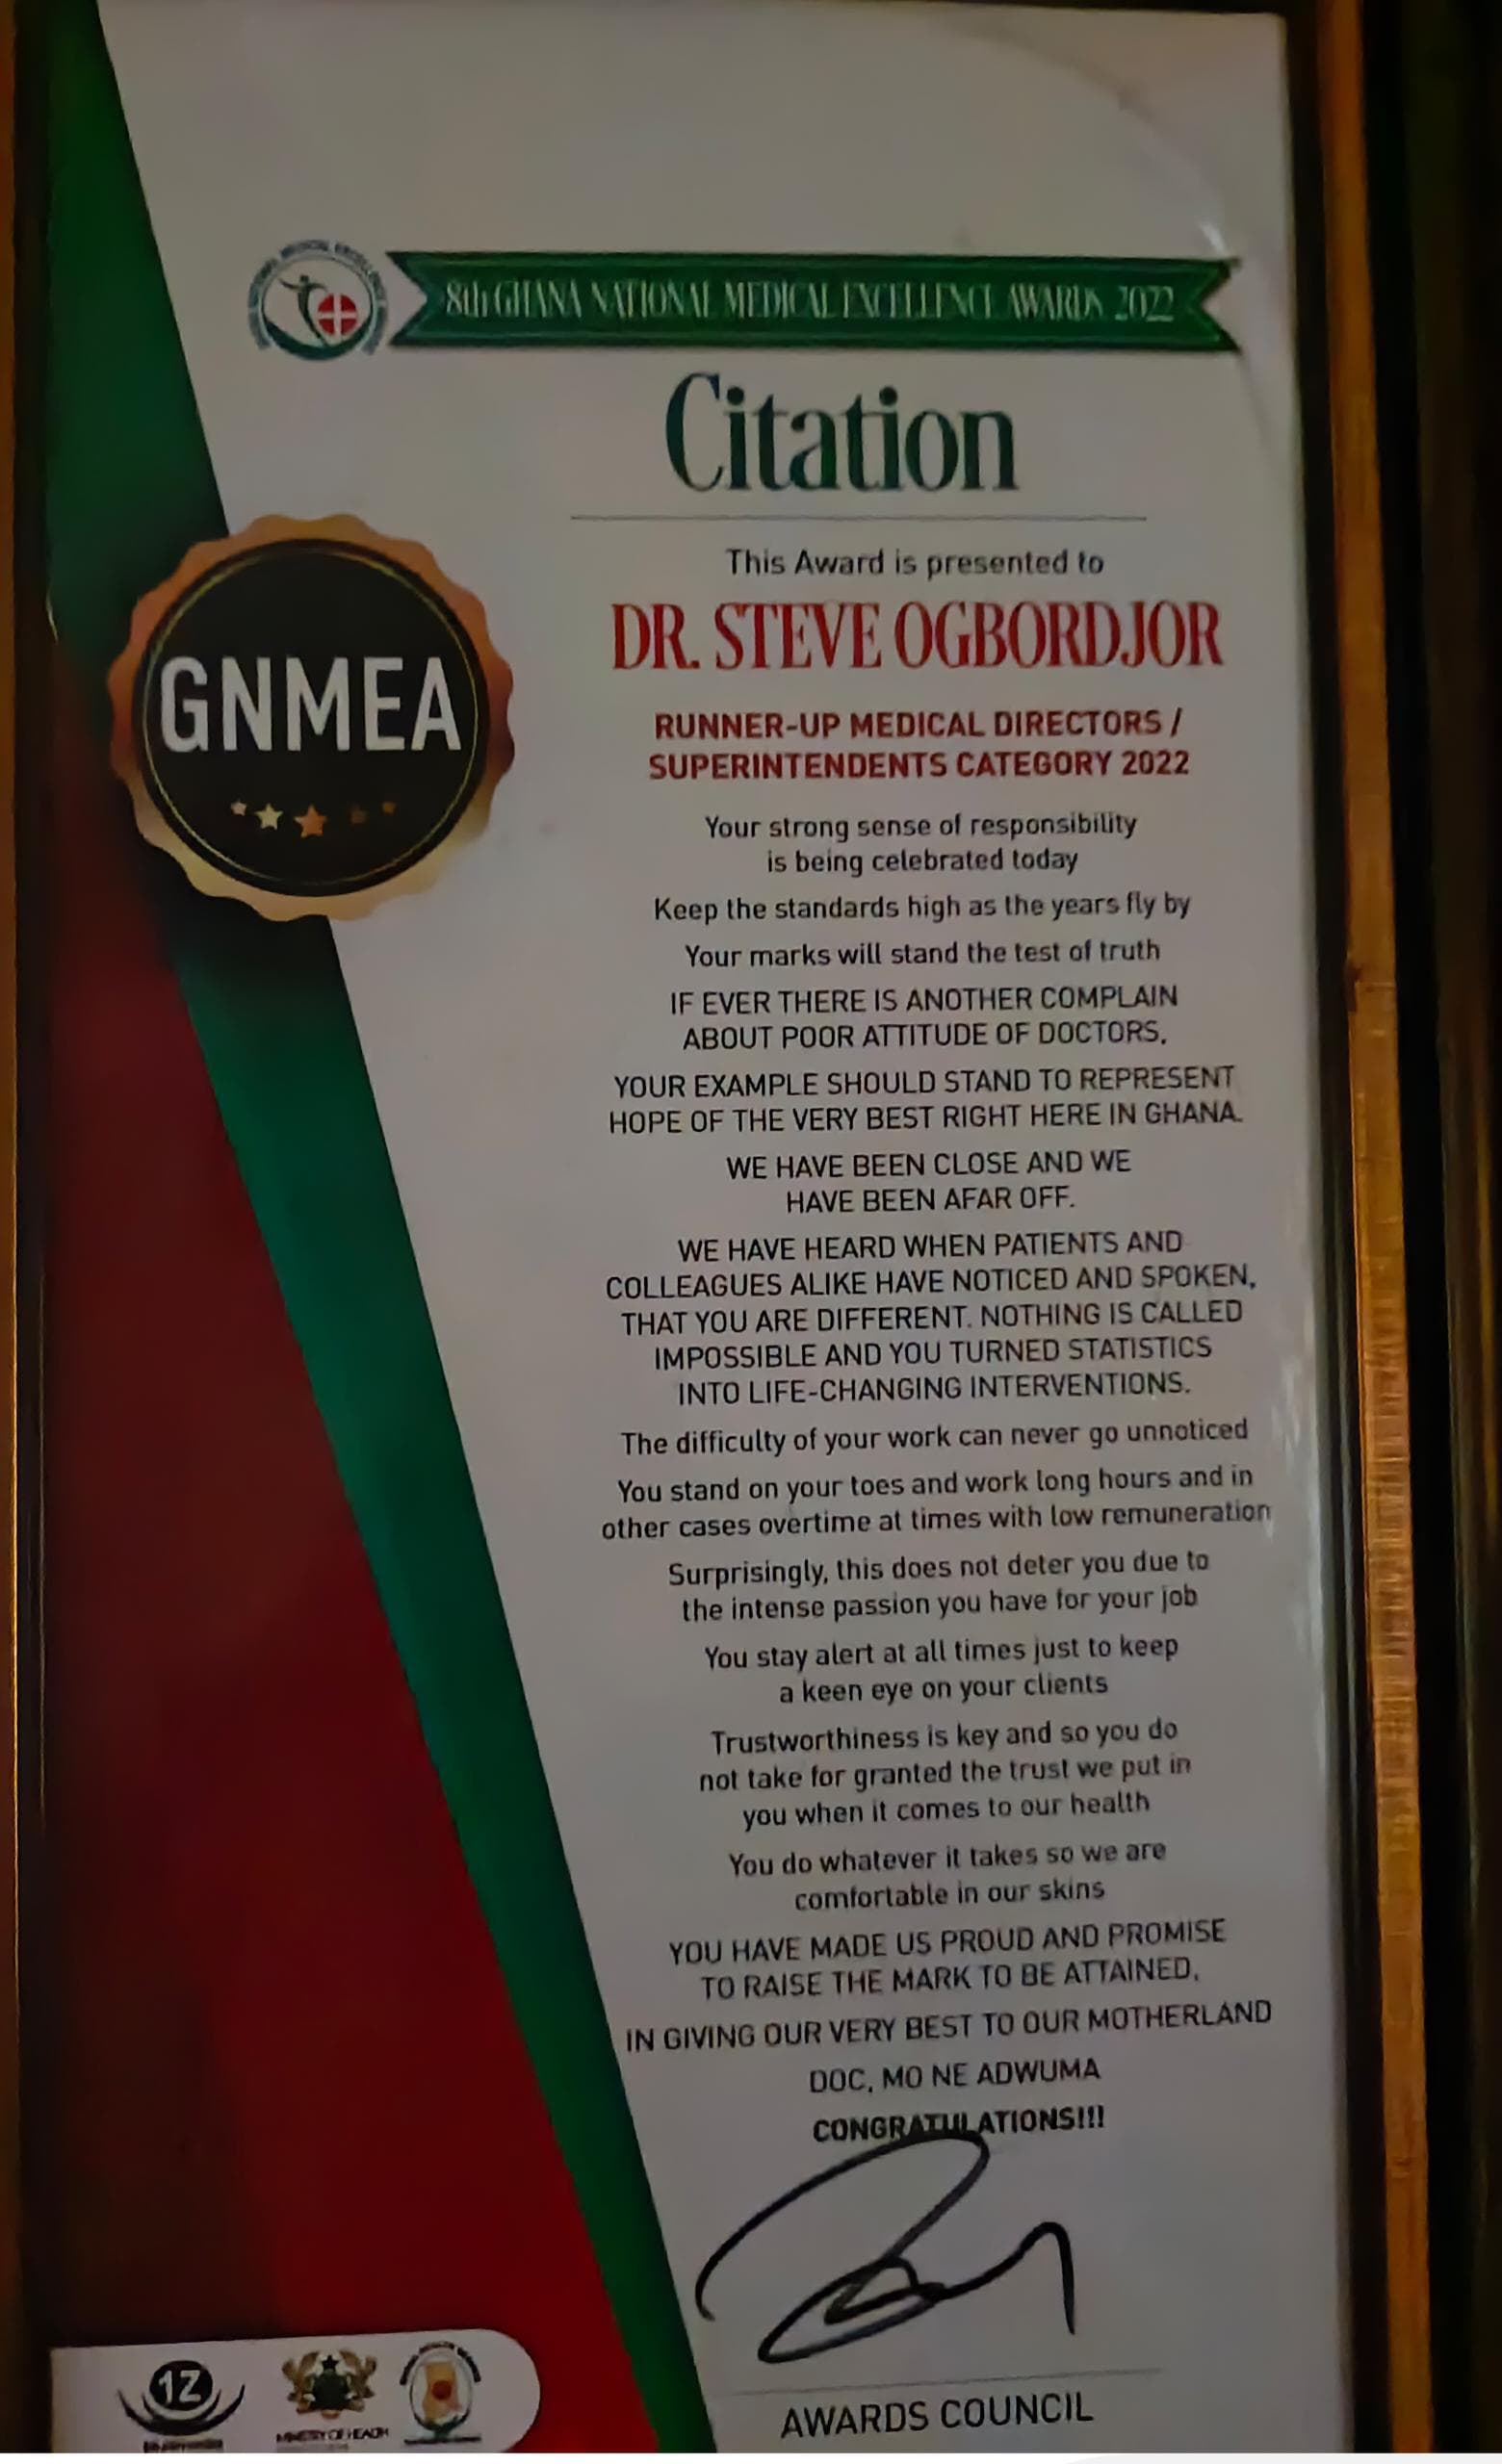 8th GHANA NATIONAL MEDICAL EXCELLENCE AWARDS 2022
Citation
This Award is presented to
DR. STEVE OGBORDJOR
RUNNER-UP MEDICAL DIRECTORS /
SUPERINTENDENTS CATEGORY 2022
GNMEA
Your strong sense of responsibility
is being celebrated today
Keep the standards high as the years fly by
Your marks will stand the test of truth
IF EVER THERE IS ANOTHER COMPLAIN
ABOUT POOR ATTITUDE OF DOCTORS,
YOUR EXAMPLE SHOULD STAND TO REPRESENT
HOPE OF THE VERY BEST RIGHT HERE IN GHANA.
WE HAVE BEEN CLOSE AND WE
HAVE BEEN AFAR OFF.
WE HAVE HEARD WHEN PATIENTS AND
COLLEAGUES ALIKE HAVE NOTICED AND SPOKEN,
THAT YOU ARE DIFFERENT. NOTHING IS CALLED
IMPOSSIBLE AND YOU TURNED STATISTICS
INTO LIFE-CHANGING INTERVENTIONS.
The difficulty of your work can never go unnoticed
You stand on your toes and work long hours and in
other cases overtime at times with low remuneration
Surprisingly, this does not deter you due to
the intense passion you have for your job
You stay alert at all times just to keep
a keen eye on your clients
Trustworthiness is key and so you do
not take for granted the trust we put in
you when it comes to our health
You do whatever it takes so we are
comfortable in our skins
YOU HAVE MADE US PROUD AND PROMISE
TO RAISE THE MARK TO BE ATTAINED,
IN GIVING OUR VERY BEST TO OUR MOTHERLAND
DOC, MO NE ADWUMA
CONGRATULATIONS!!!
AWARDS COUNCIL
1Z
MINISTRY OF HEALTH